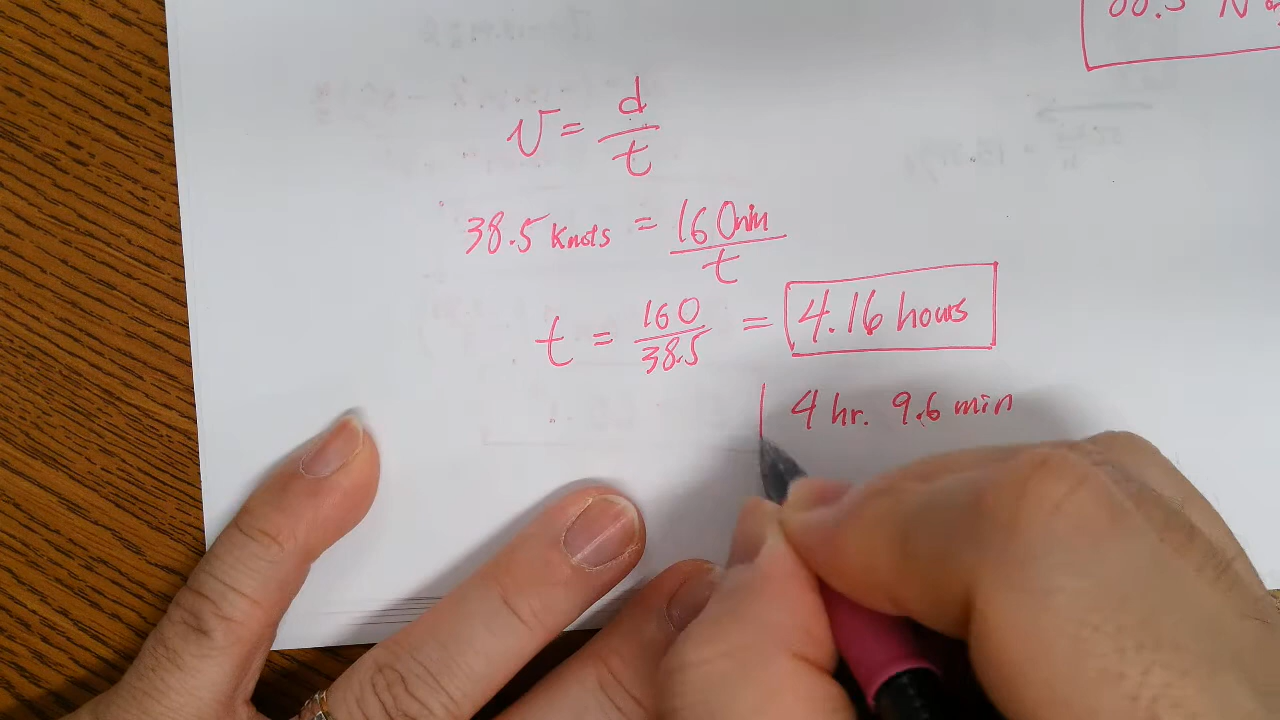 V = d/t
38.5 Knots = 160nm/t
t = 160/38.5 = 4.16 hours
4 hr. 9.6 min